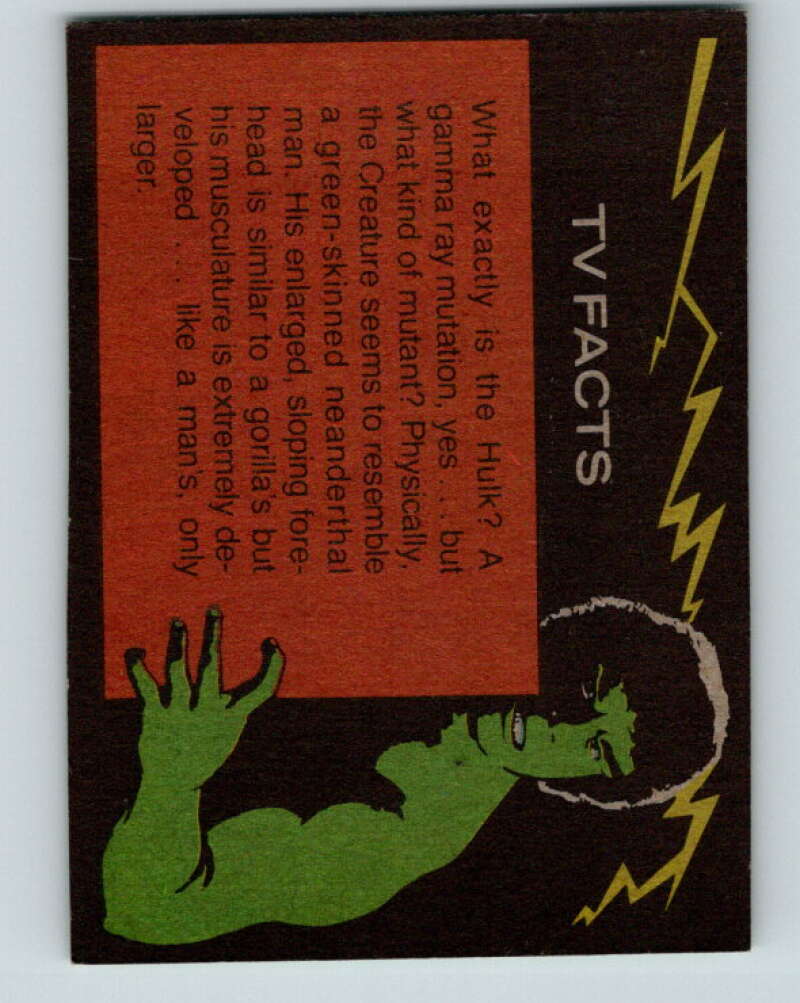 TV FACTS
What exactly is the Hulk? A
gamma ray mutation, yes . . . but
what kind of mutant? Physically,
the Creature seems to resemble
a green-skinned neanderthal
man. His enlarged, sloping fore-
head is similar to a gorilla's but
his musculature is extremely de-
veloped . . . like a man's, only
larger.